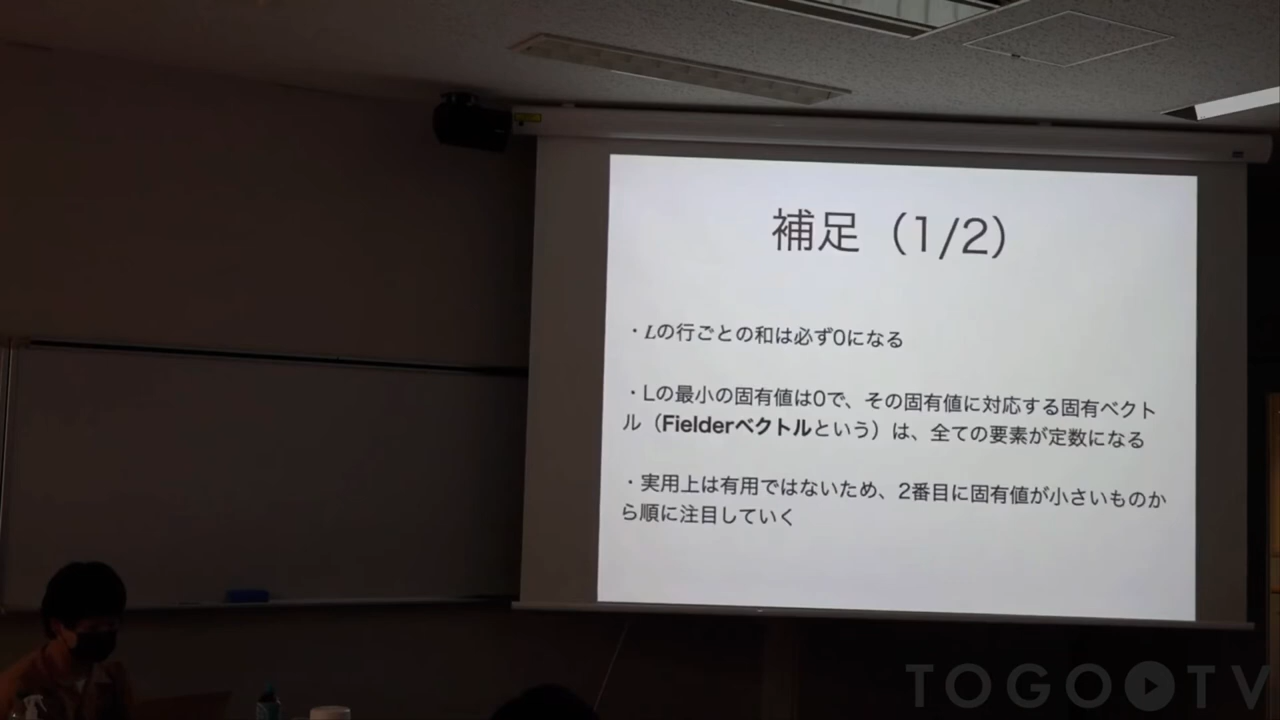 補足（1/2）
・Lの行ごとの和は必ず0になる
・Lの最小の固有値は0で、その固有値に対応する固有ベクト
ル（Fielderベクトルという）は、全ての要素が定数になる
・実用上は有用ではないため、2番目に固有値が小さいものか
ら順に注目していく
TOGO TV